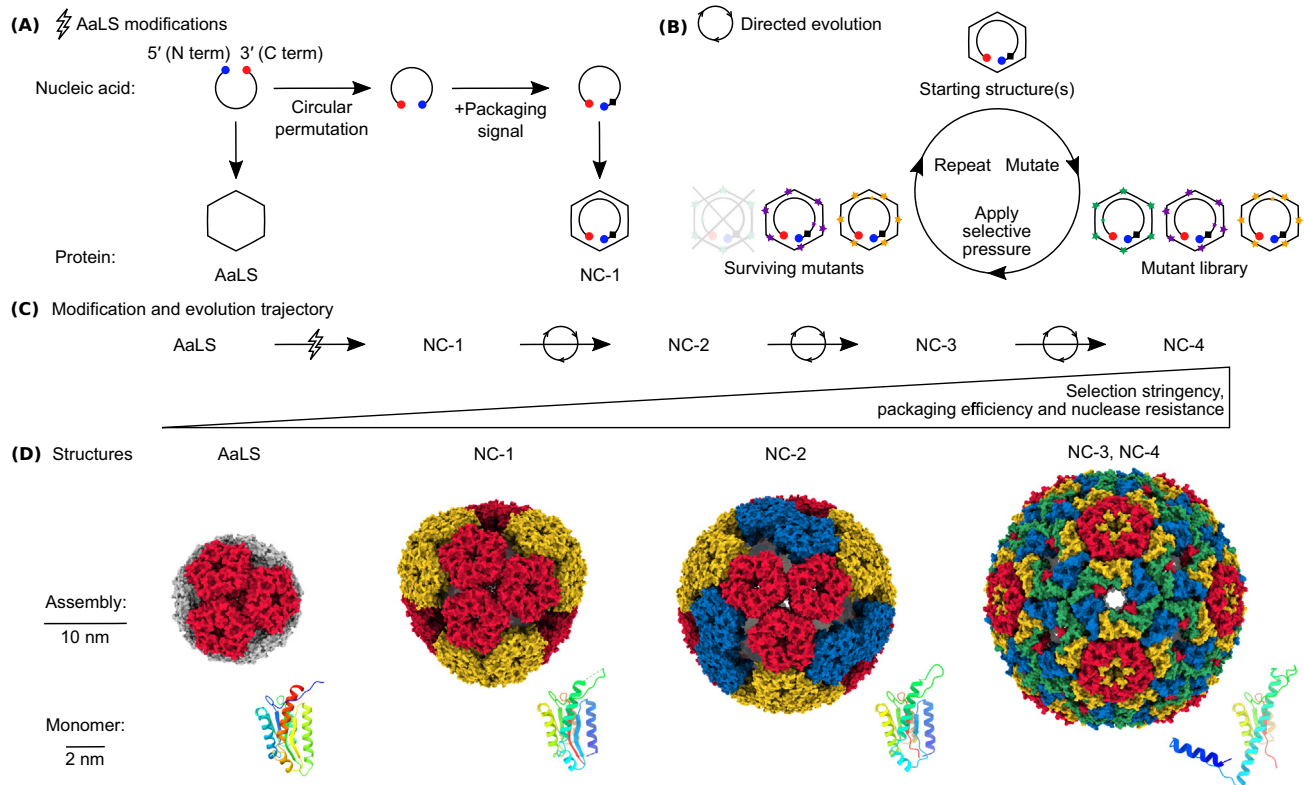 (A) AaLS modifications
5′ (N term) 3′ (C term)
Nucleic acid:
Circular
permutation
+Packaging
signal
Protein:
AaLS
NC-1
(B) Directed evolution
Starting structure(s)
Repeat Mutate
Apply
selective
pressure
Surviving mutants
Mutant library
(C) Modification and evolution trajectory
AaLS NC-1 NC-2 NC-3 NC-4
Selection stringency,
packaging efficiency and nuclease resistance
(D) Structures AaLS NC-1 NC-2 NC-3, NC-4
Assembly:
10 nm
Monomer:
2 nm